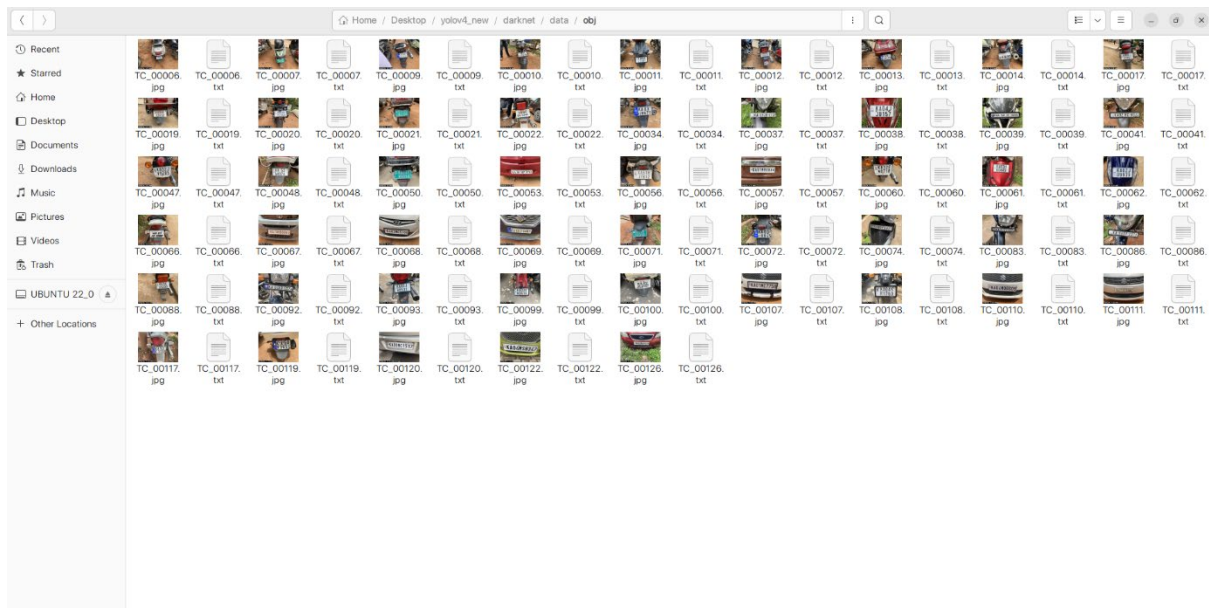 Home / Desktop / yolov4_new / darknet / data / obj
Recent
Starred
Home
Desktop
Documents
Downloads
Music
Pictures
Videos
Trash
UBUNTU 22_0
Other Locations
TC_00006. TC_00006. TC_00007. TC_00007. TC_00009. TC_00009. TC_00010. TC_00010. TC_00011. TC_00011. TC_00012. TC_00012. TC_00013. TC_00013. TC_00014. TC_00014. TC_00017. TC_00017.
jpg txt jpg txt jpg txt jpg txt jpg txt jpg txt jpg txt jpg txt jpg txt
TC_00019. TC_00019. TC_00020. TC_00020. TC_00021. TC_00021. TC_00022. TC_00022. TC_00034. TC_00034. TC_00037. TC_00037. TC_00038. TC_00038. TC_00039. TC_00039. TC_00041. TC_00041.
jpg txt jpg txt jpg txt jpg txt jpg txt jpg txt jpg txt jpg txt jpg txt
TC_00047. TC_00047. TC_00048. TC_00048. TC_00050. TC_00050. TC_00053. TC_00053. TC_00056. TC_00056. TC_00057. TC_00057. TC_00060. TC_00060. TC_00061. TC_00061. TC_00062. TC_00062.
jpg txt jpg txt jpg txt jpg txt jpg txt jpg txt jpg txt jpg txt jpg txt
TC_00066. TC_00066. TC_00067. TC_00067. TC_00068. TC_00068. TC_00069. TC_00069. TC_00071. TC_00071. TC_00072. TC_00072. TC_00074. TC_00074. TC_00083. TC_00083. TC_00086. TC_00086.
jpg txt jpg txt jpg txt jpg txt jpg txt jpg txt jpg txt jpg txt jpg txt
TC_00088. TC_00088. TC_00092. TC_00092. TC_00093. TC_00093. TC_00099. TC_00099. TC_00100. TC_00100. TC_00107. TC_00107. TC_00108. TC_00108. TC_00110. TC_00110. TC_00111. TC_00111.
jpg txt jpg txt jpg txt jpg txt jpg txt jpg txt jpg txt jpg txt jpg txt
TC_00117. TC_00117. TC_00119. TC_00119. TC_00120. TC_00120. TC_00122. TC_00122. TC_00126. TC_00126.
jpg txt jpg txt jpg txt jpg txt jpg txt